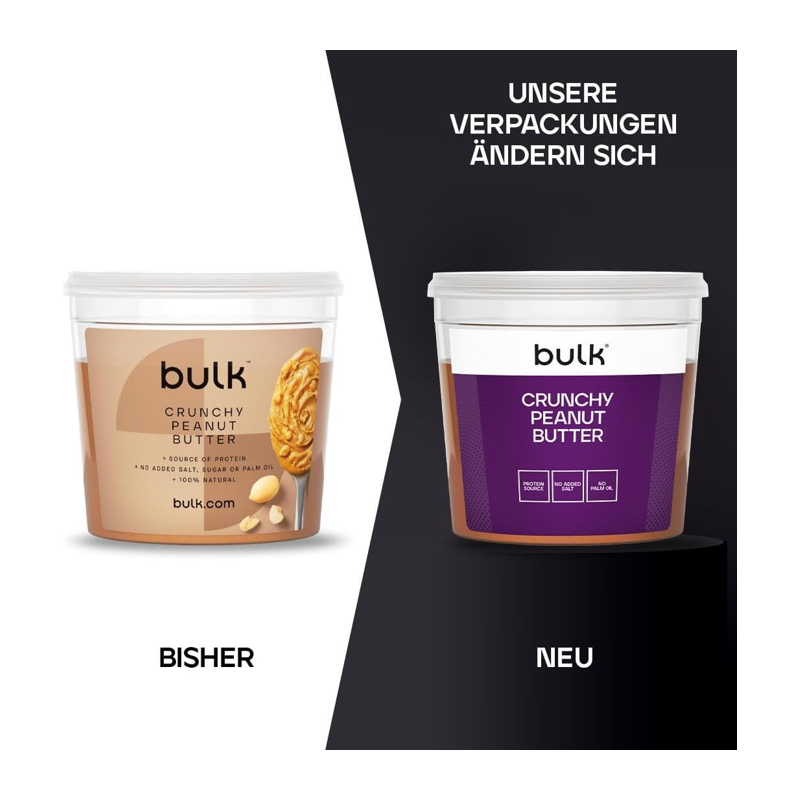 UNSERE
VERPACKUNGEN
ÄNDERN SICH
bulk™
CRUNCHY
PEANUT
BUTTER
+ SOURCE OF PROTEIN
+ NO ADDED SALT, SUGAR OR PALM OIL
+ 100% NATURAL
bulk.com
bulk®
CRUNCHY
PEANUT
BUTTER
PROTEIN
SOURCE
NO ADDED
SALT
NO
PALM OIL
BISHER
NEU